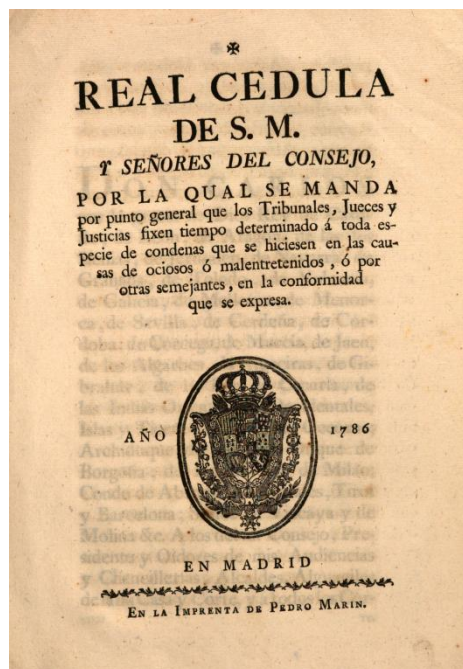 REAL CEDULA
DE S. M.
Y SEÑORES DEL CONSEJO,
POR LA QUAL SE MANDA
por punto general que los Tribunales, Jueces y
Justicias fixen tiempo determinado á toda es-
pecie de condenas que se hiciesen en las cau-
sas de ociosos ó malentretenidos, ó por
otras semejantes, en la conformidad
que se expresa.
AÑO 1786
EN MADRID
EN LA IMPRENTA DE PEDRO MARIN.